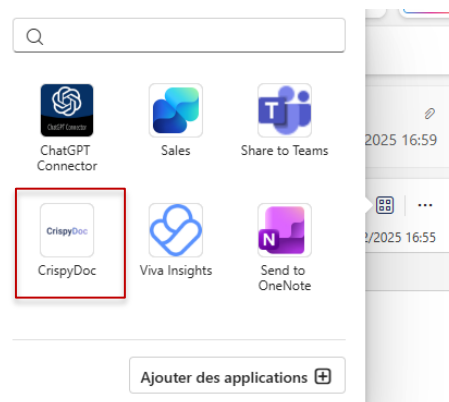 ChatGPT Connector
ChatGPT
Connector
Sales
Share to Teams
2025 16:59
CrispyDoc
CrispyDoc
Viva Insights
N
Send to
OneNote
T
2/2025 16:55
Ajouter des applications